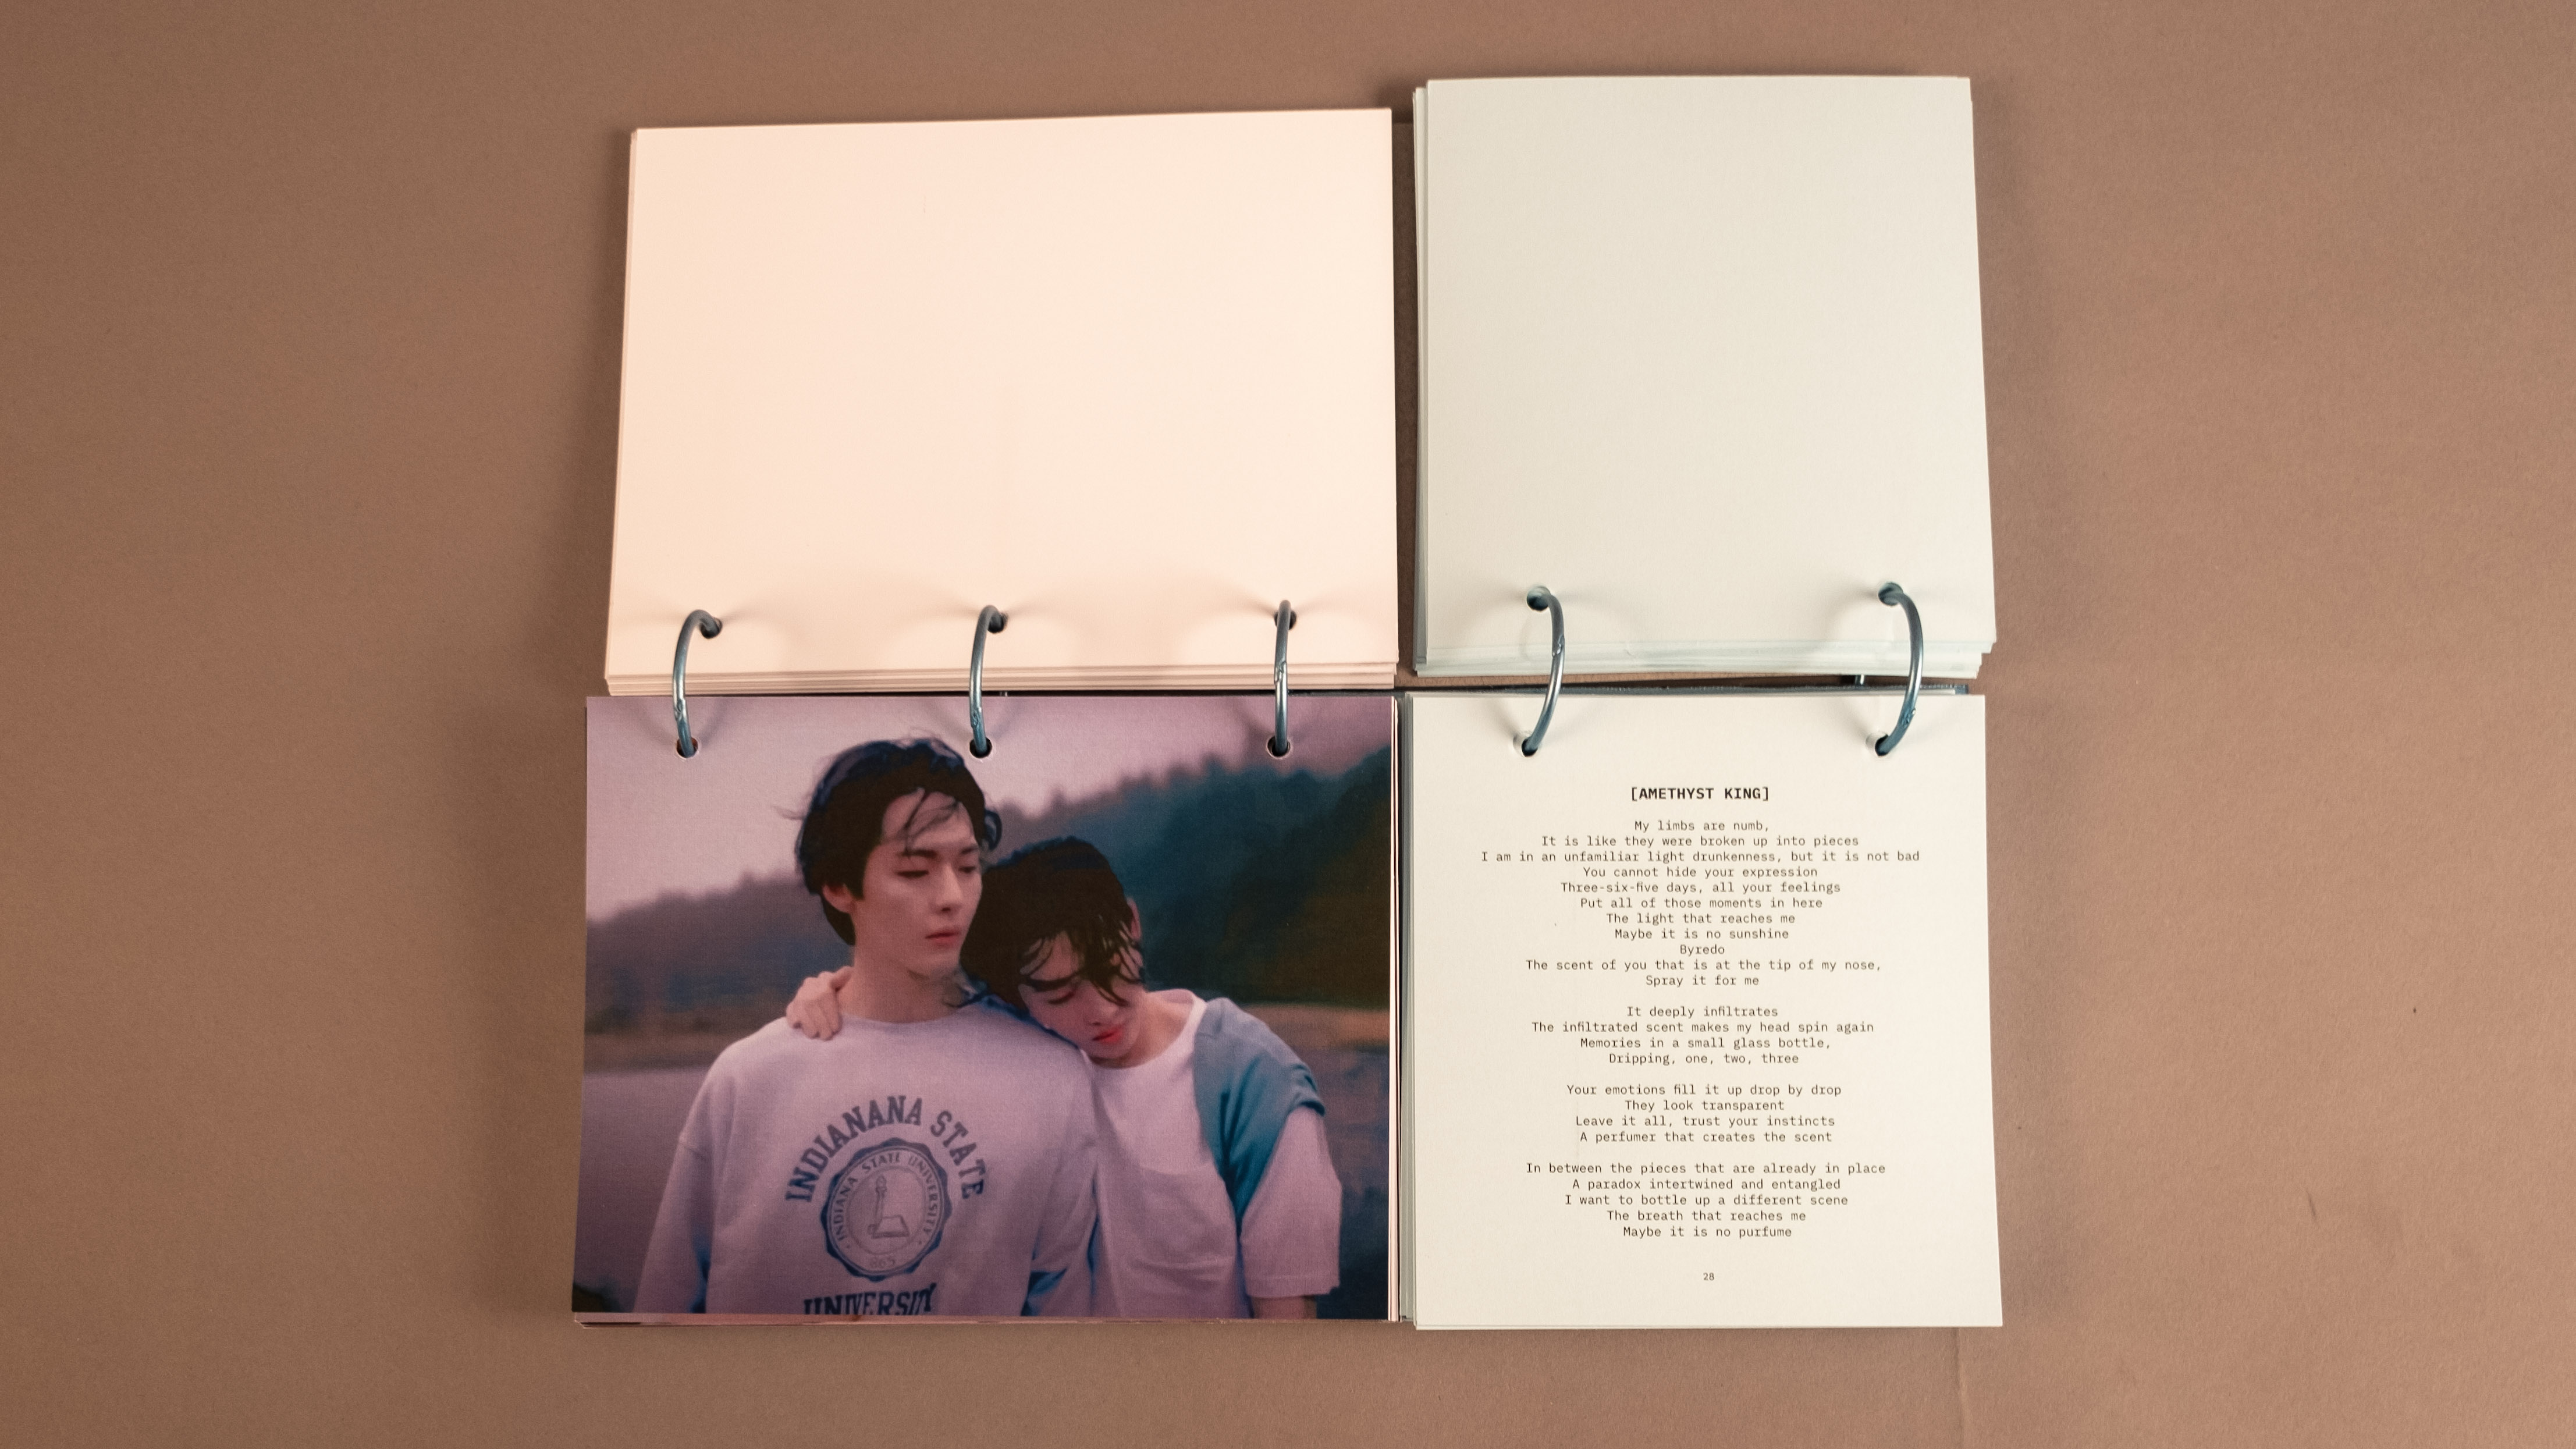 INDIANANA STATE
INDIANA STATE UNIVERSITY
UNIVERSITY
[AMETHYST KING]
My limbs are numb,
It is like they were broken up into pieces
I am in an unfamiliar light drunkenness, but it is not bad
You cannot hide your expression
Three-six-five days, all your feelings
Put all of those moments in here
The light that reaches me
Maybe it is no sunshine
Byredo
The scent of you that is at the tip of my nose,
Spray it for me
It deeply infiltrates
The infiltrated scent makes my head spin again
Memories in a small glass bottle,
Dripping, one, two, three
Your emotions fill it up drop by drop
They look transparent
Leave it all, trust your instincts
A perfumer that creates the scent
In between the pieces that are already in place
A paradox intertwined and entangled
I want to bottle up a different scene
The breath that reaches me
Maybe it is no purfume
28